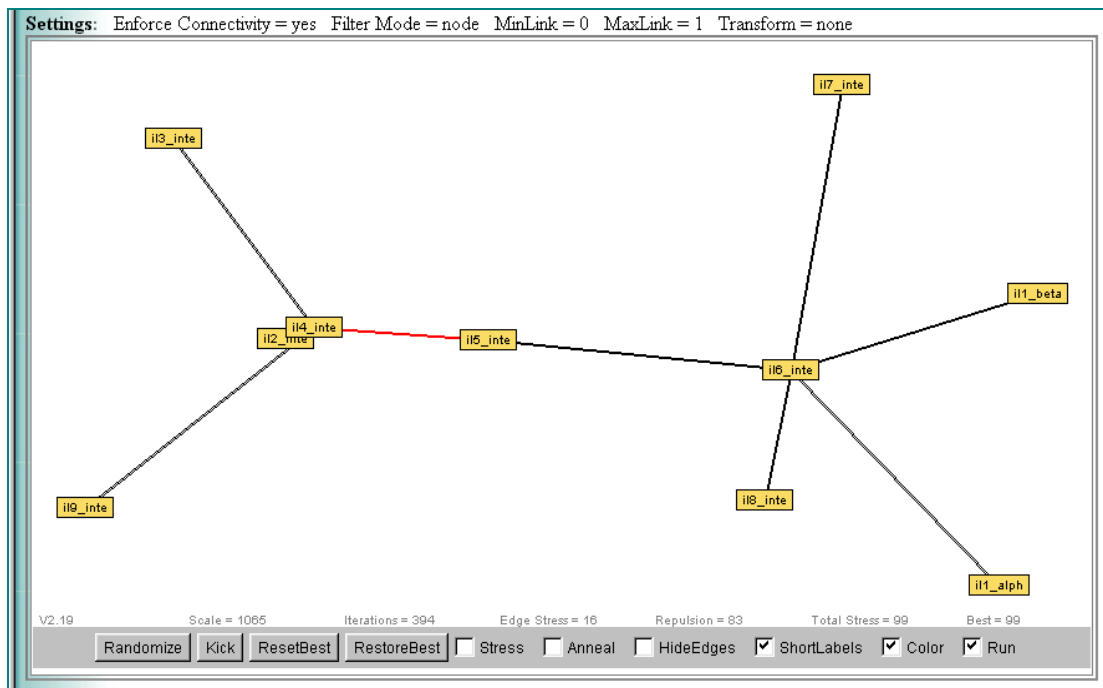 Settings: Enforce Connectivity = yes Filter Mode = node MinLink = 0 MaxLink = 1 Transform = none
il7_inte
il3_inte
il1_beta
il4_inte
il2_inte
il5_inte
il6_inte
il8_inte
il9_inte
il1_alph
V2.19 Scale = 1065 Iterations = 394 Edge Stress = 16 Repulsion = 83 Total Stress = 99 Best = 99
Randomize Kick ResetBest RestoreBest Stress Anneal HideEdges ShortLabels Color Run